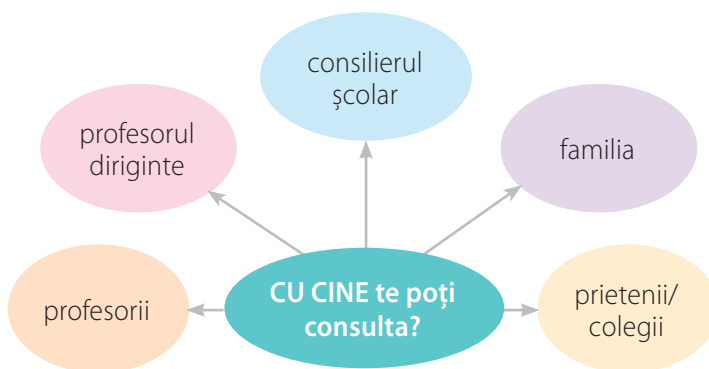 consilierul
școlar
profesorul
diriginte
familia
CU CINE te poți
consulta?
profesorii
prietenii/
colegii